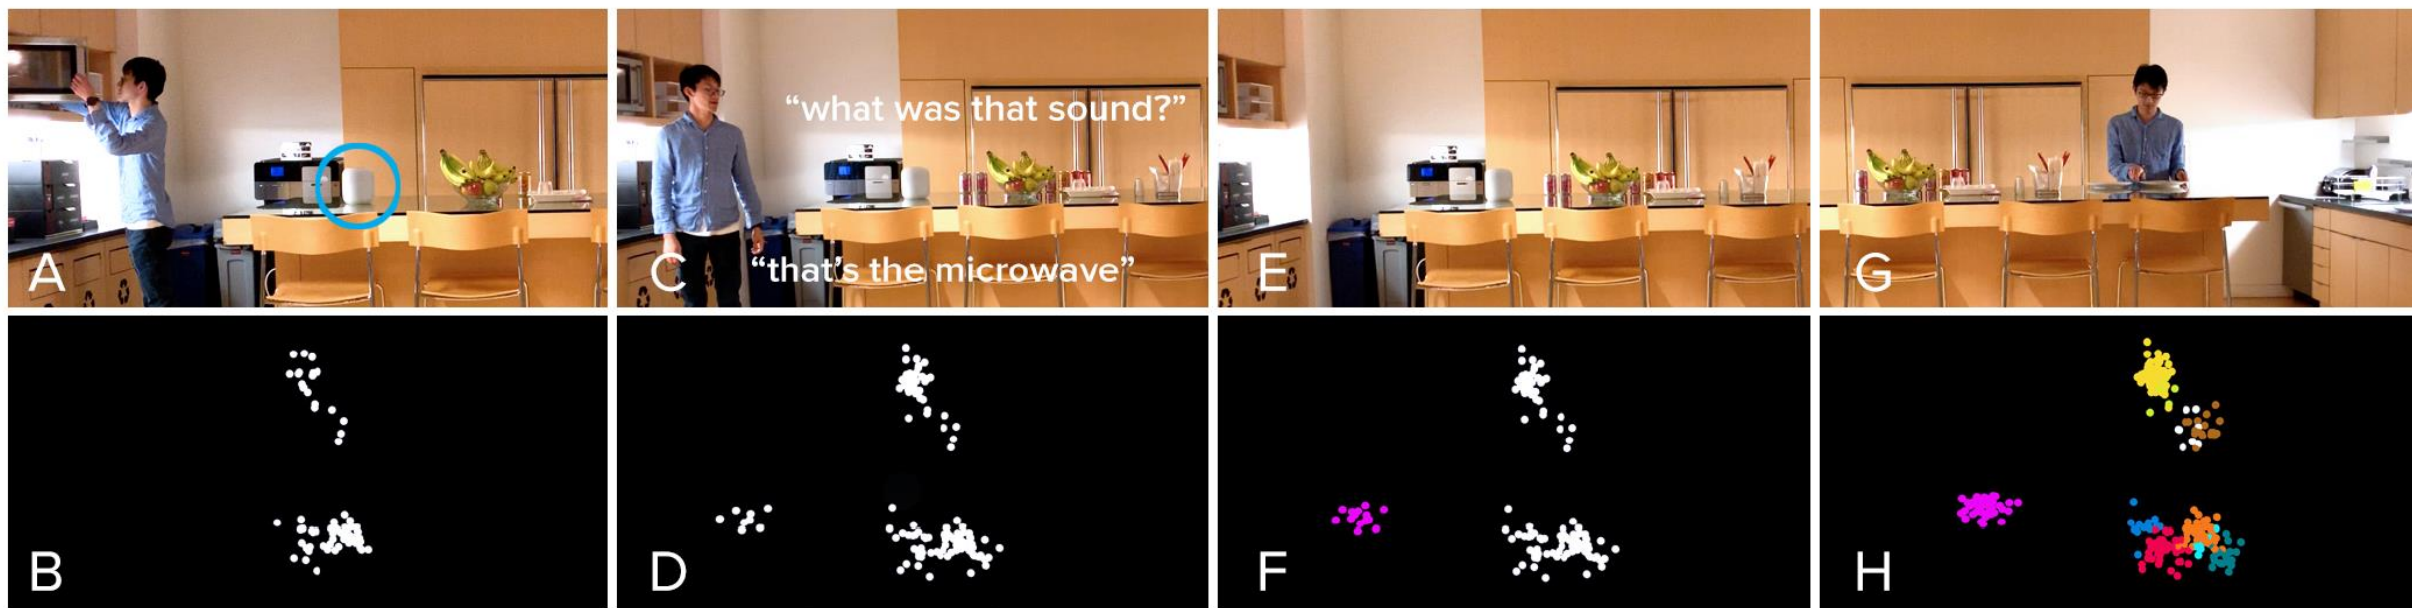 A
“what was that sound?”
C
“that’s the microwave”
E
G
B
D
F
H